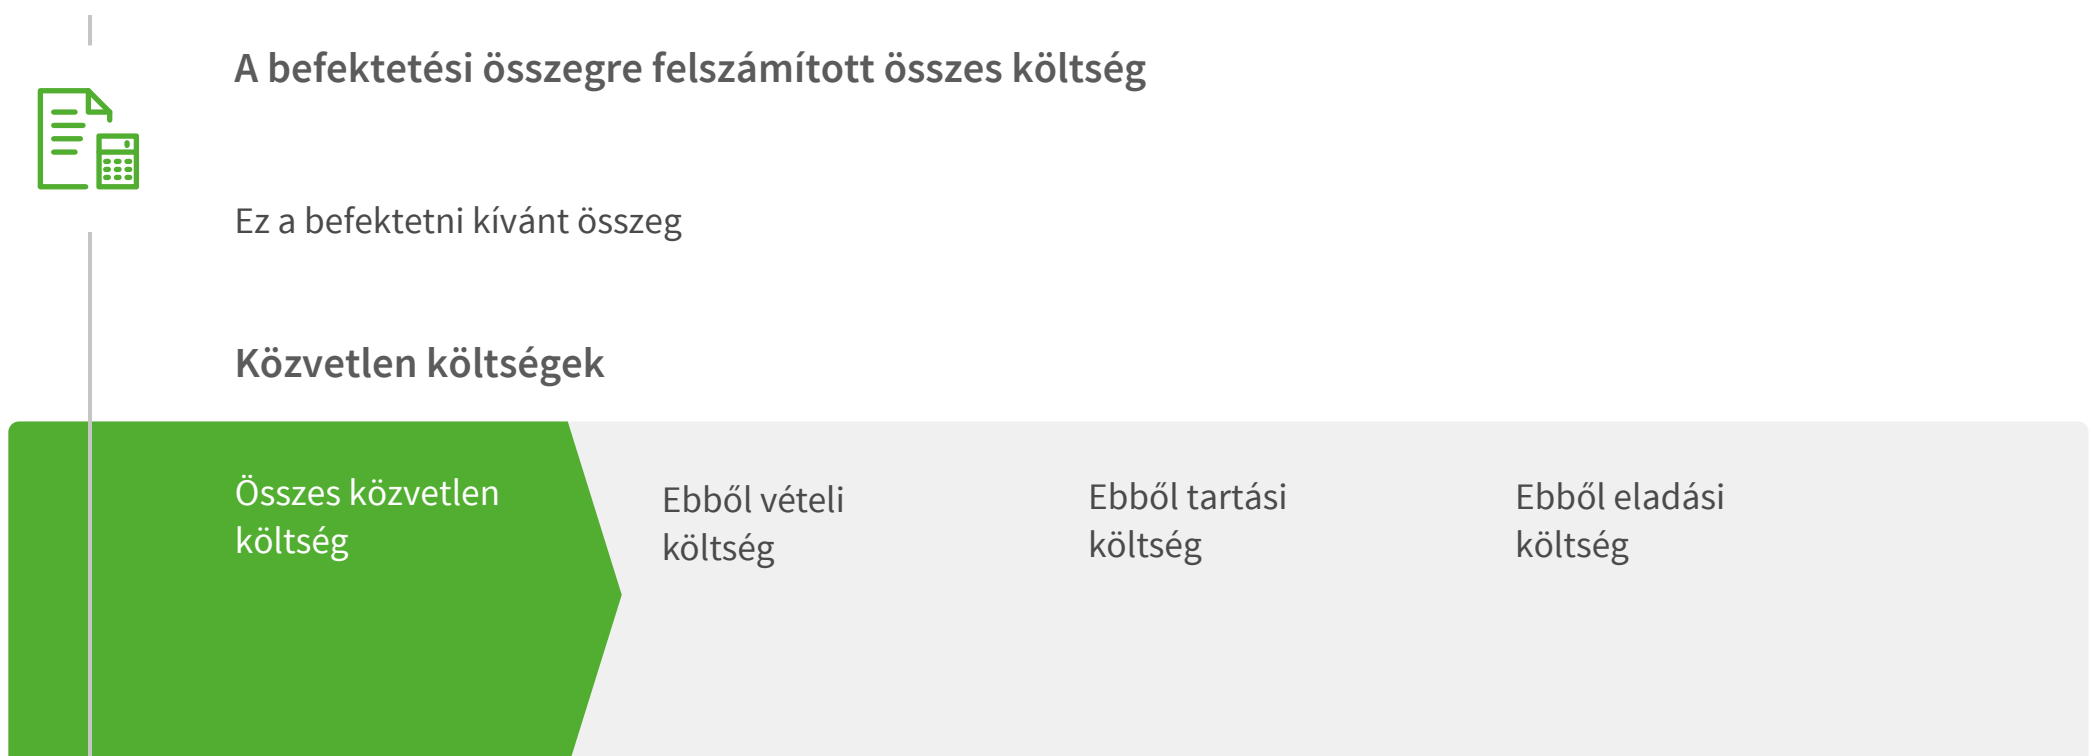 A befektetési összegre felszámított összes költség
Ez a befektetni kívánt összeg
Közvetlen költségek
Összes közvetlen
költség
Ebből vételi
költség
Ebből tartási
költség
Ebből eladási
költség